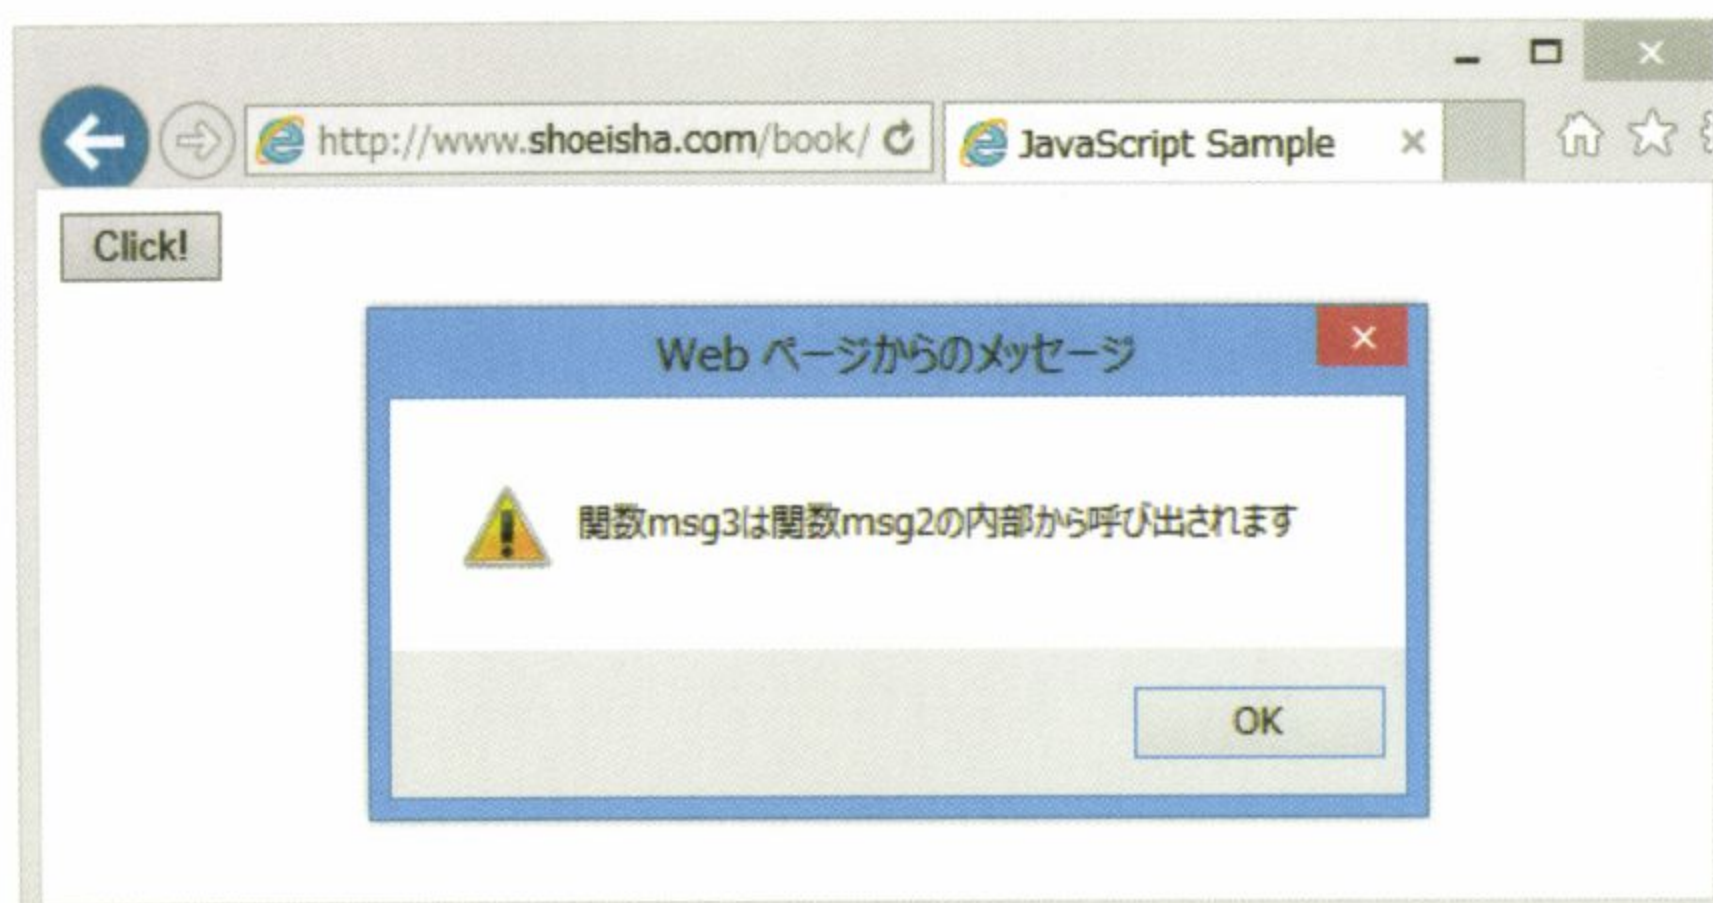 http://www.shoeisha.com/book/
JavaScript Sample
Click!
Web ページからのメッセージ
関数msg3は関数msg2の内部から呼び出されます
OK